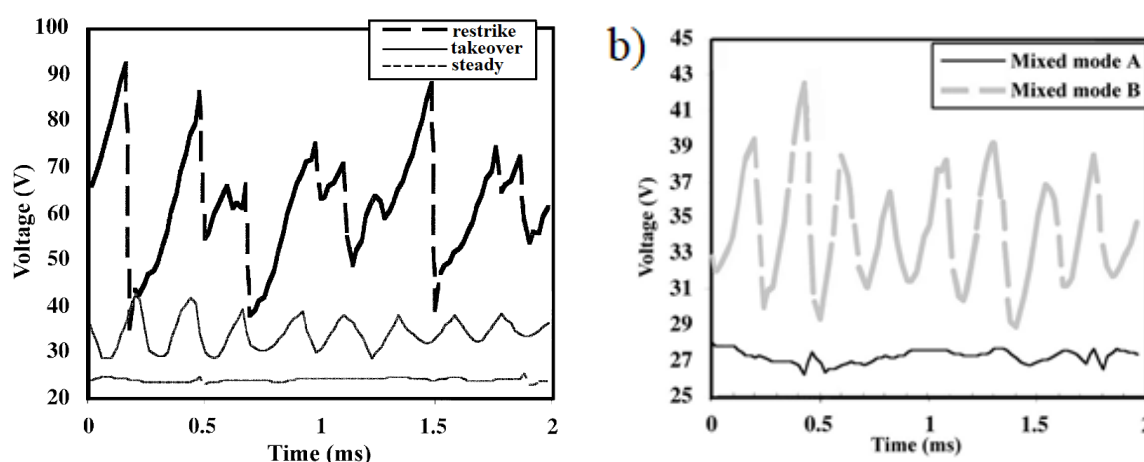 restrike
takeover
steady
100
90
80
70
60
50
40
30
20
Voltage (V)
0
0.5
1
1.5
2
Time (ms)
b)
Mixed mode A
Mixed mode B
45
43
41
39
37
35
33
31
29
27
25
Voltage (V)
0
0.5
1
1.5
Time (ms)